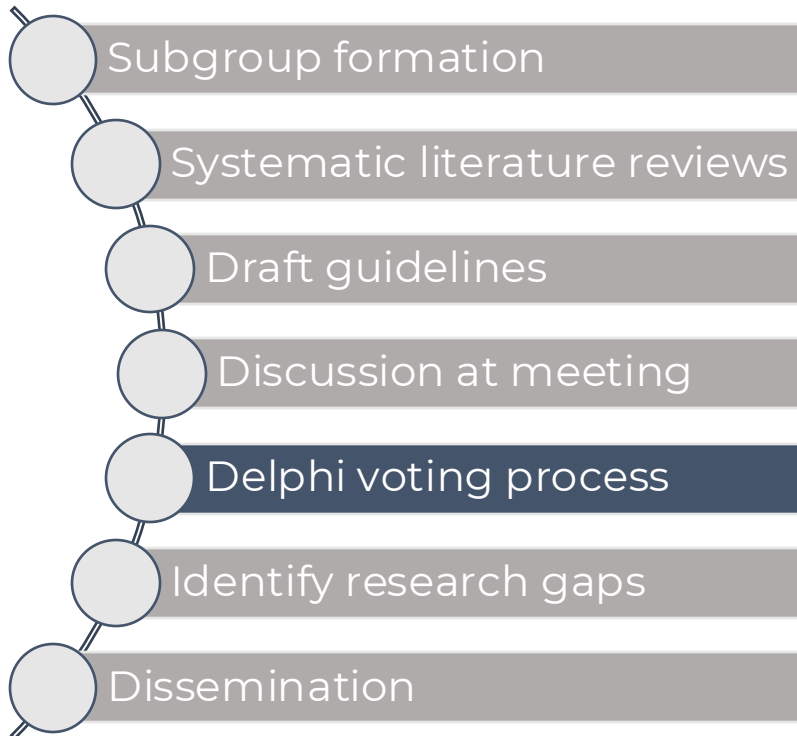 Subgroup formation
Systematic literature reviews
Draft guidelines
Discussion at meeting
Delphi voting process
Identify research gaps
Dissemination